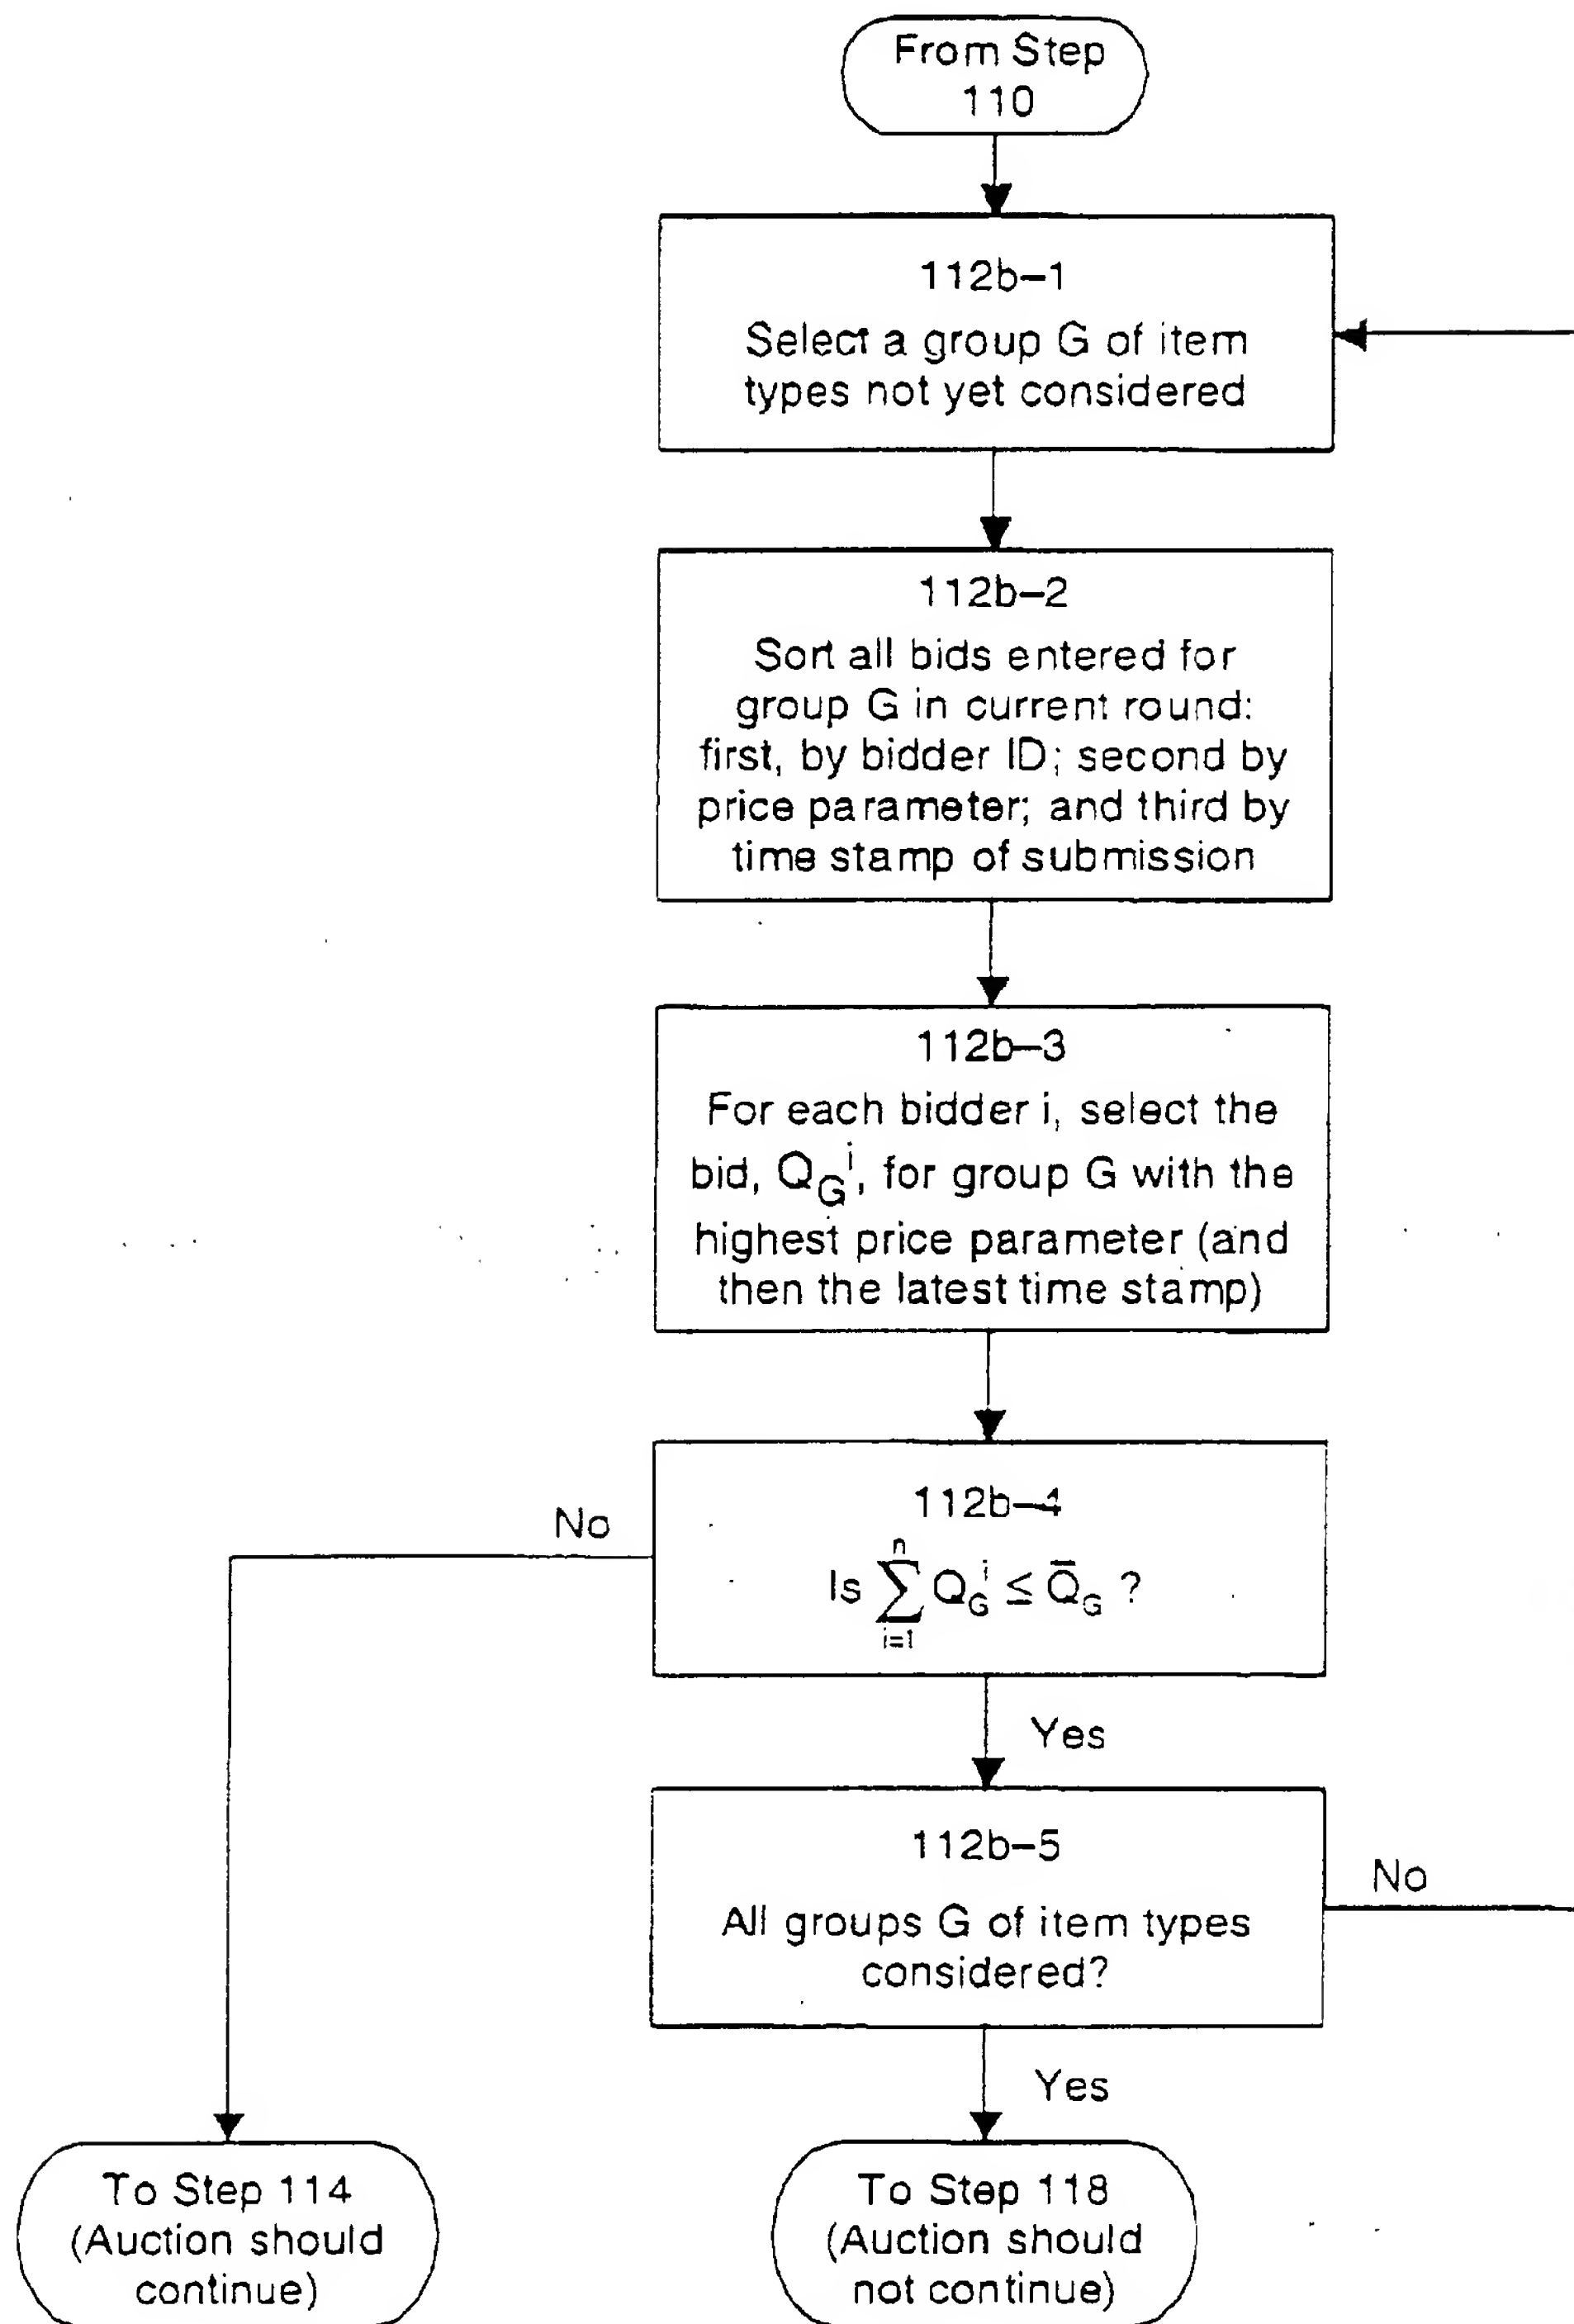 From Step
110
112b–1
Select a group G of item
types not yet considered
112b–2
Sort all bids entered for
group G in current round:
first, by bidder ID; second by
price parameter; and third by
time stamp of submission
112b–3
For each bidder i, select the
bid, Q_G^i, for group G with the
highest price parameter (and
then the latest time stamp)
112b–4
No
Is ∑_{i=1}^{n} Q_G^i ≤ Q̄_G ?
Yes
112b–5
No
All groups G of item types
considered?
Yes
To Step 114
(Auction should
continue)
To Step 118
(Auction should
not continue)